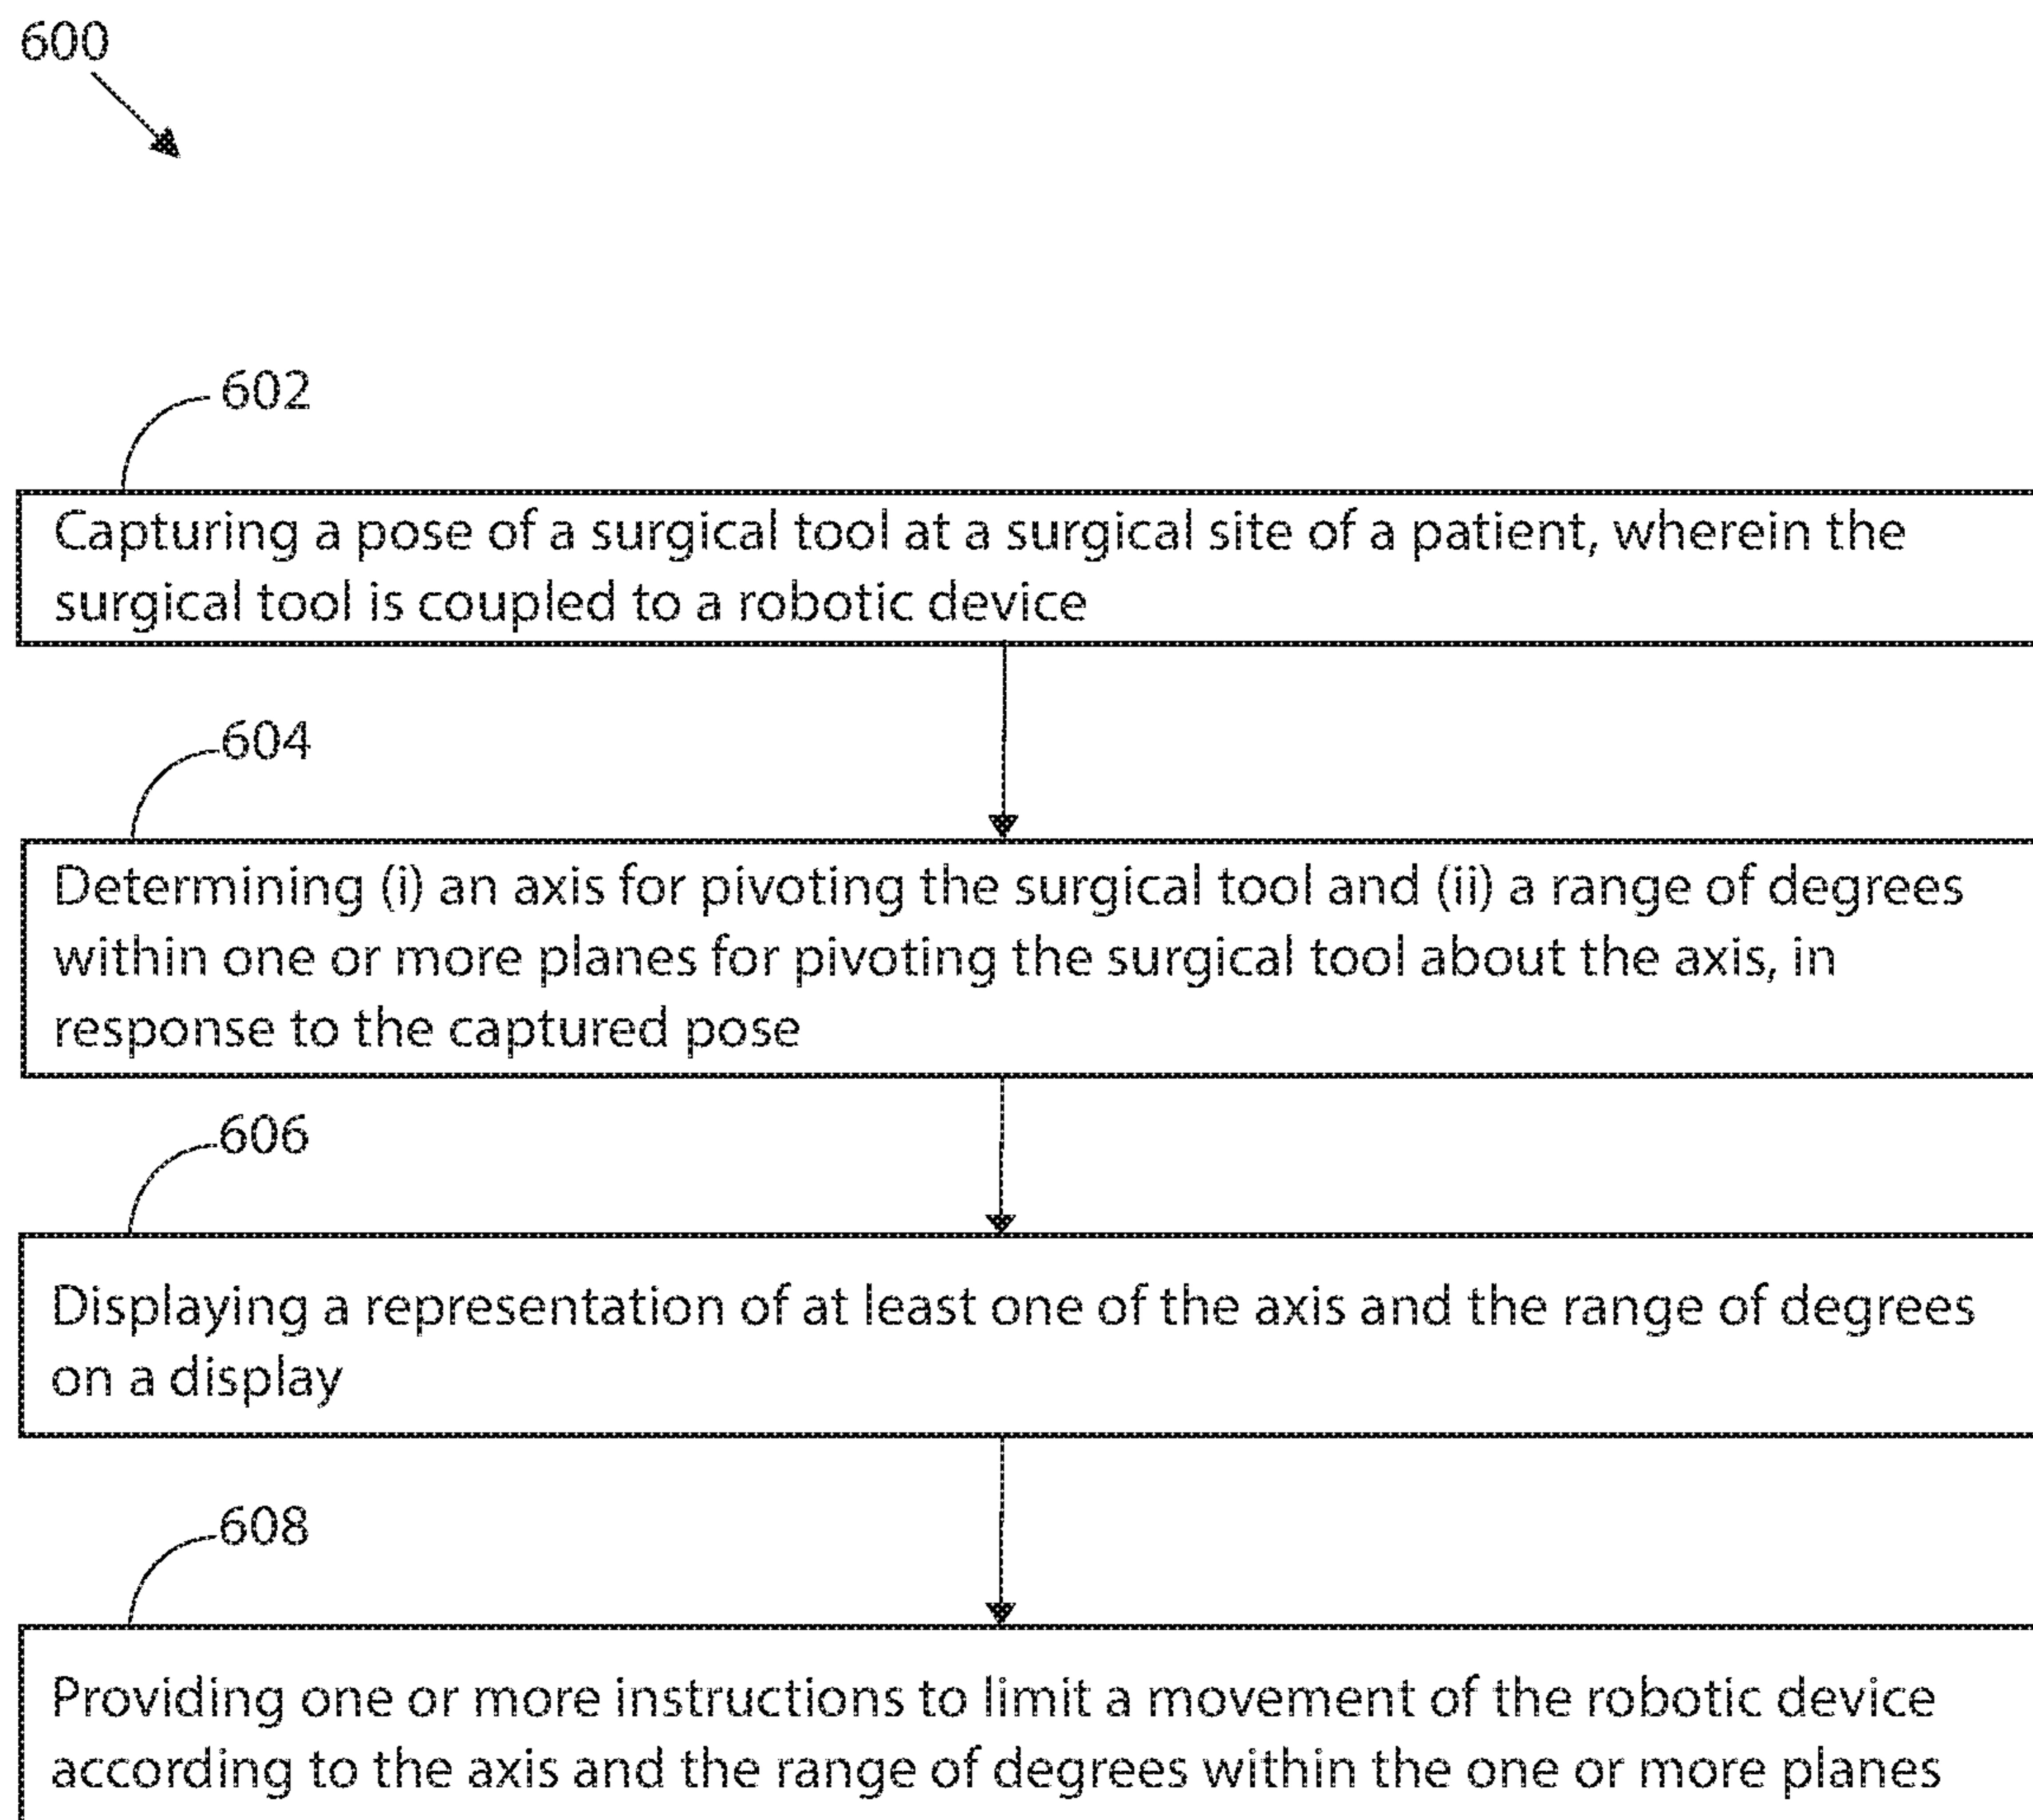 600
602
Capturing a pose of a surgical tool at a surgical site of a patient, wherein the
surgical tool is coupled to a robotic device
604
Determining (i) an axis for pivoting the surgical tool and (ii) a range of degrees
within one or more planes for pivoting the surgical tool about the axis, in
response to the captured pose
606
Displaying a representation of at least one of the axis and the range of degrees
on a display
608
Providing one or more instructions to limit a movement of the robotic device
according to the axis and the range of degrees within the one or more planes